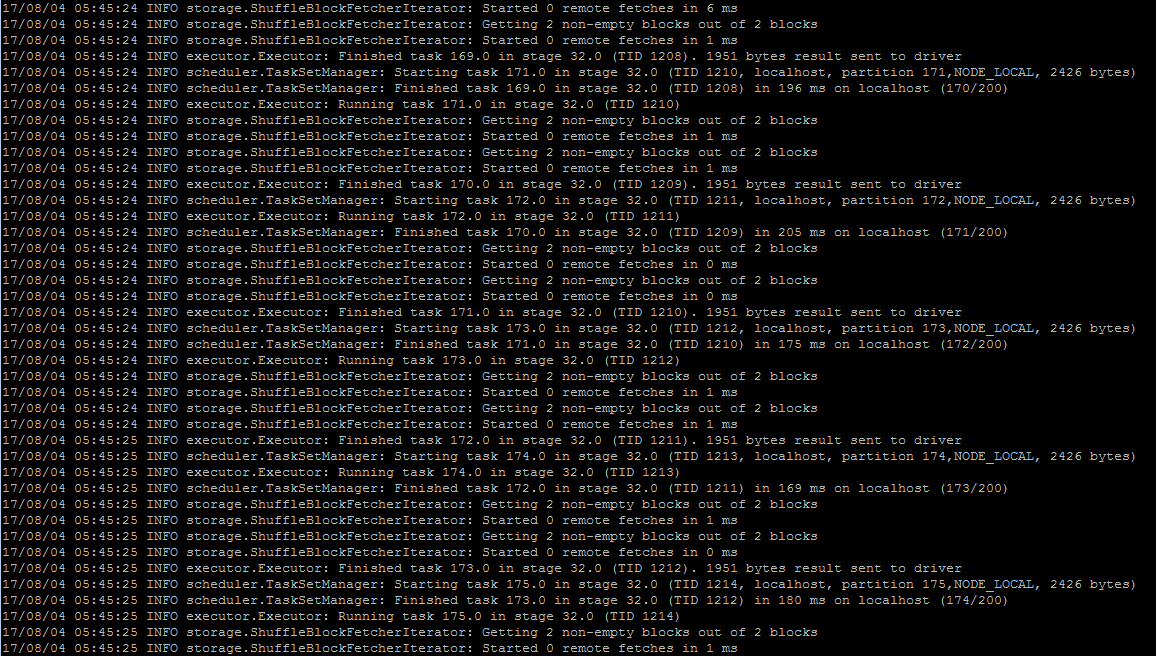 17/08/04 05:45:24 INFO storage.ShuffleBlockFetcherIterator: Started 0 remote fetches in 6 ms
17/08/04 05:45:24 INFO storage.ShuffleBlockFetcherIterator: Getting 2 non-empty blocks out of 2 blocks
17/08/04 05:45:24 INFO storage.ShuffleBlockFetcherIterator: Started 0 remote fetches in 1 ms
17/08/04 05:45:24 INFO executor.Executor: Finished task 169.0 in stage 32.0 (TID 1208). 1951 bytes result sent to driver
17/08/04 05:45:24 INFO scheduler.TaskSetManager: Starting task 171.0 in stage 32.0 (TID 1210, localhost, partition 171,NODE_LOCAL, 2426 bytes)
17/08/04 05:45:24 INFO scheduler.TaskSetManager: Finished task 169.0 in stage 32.0 (TID 1208) in 196 ms on localhost (170/200)
17/08/04 05:45:24 INFO executor.Executor: Running task 171.0 in stage 32.0 (TID 1210)
17/08/04 05:45:24 INFO storage.ShuffleBlockFetcherIterator: Getting 2 non-empty blocks out of 2 blocks
17/08/04 05:45:24 INFO storage.ShuffleBlockFetcherIterator: Started 0 remote fetches in 1 ms
17/08/04 05:45:24 INFO storage.ShuffleBlockFetcherIterator: Getting 2 non-empty blocks out of 2 blocks
17/08/04 05:45:24 INFO storage.ShuffleBlockFetcherIterator: Started 0 remote fetches in 1 ms
17/08/04 05:45:24 INFO executor.Executor: Finished task 170.0 in stage 32.0 (TID 1209). 1951 bytes result sent to driver
17/08/04 05:45:24 INFO scheduler.TaskSetManager: Starting task 172.0 in stage 32.0 (TID 1211, localhost, partition 172,NODE_LOCAL, 2426 bytes)
17/08/04 05:45:24 INFO executor.Executor: Running task 172.0 in stage 32.0 (TID 1211)
17/08/04 05:45:24 INFO scheduler.TaskSetManager: Finished task 170.0 in stage 32.0 (TID 1209) in 205 ms on localhost (171/200)
17/08/04 05:45:24 INFO storage.ShuffleBlockFetcherIterator: Getting 2 non-empty blocks out of 2 blocks
17/08/04 05:45:24 INFO storage.ShuffleBlockFetcherIterator: Started 0 remote fetches in 0 ms
17/08/04 05:45:24 INFO storage.ShuffleBlockFetcherIterator: Getting 2 non-empty blocks out of 2 blocks
17/08/04 05:45:24 INFO storage.ShuffleBlockFetcherIterator: Started 0 remote fetches in 0 ms
17/08/04 05:45:24 INFO executor.Executor: Finished task 171.0 in stage 32.0 (TID 1210). 1951 bytes result sent to driver
17/08/04 05:45:24 INFO scheduler.TaskSetManager: Starting task 173.0 in stage 32.0 (TID 1212, localhost, partition 173,NODE_LOCAL, 2426 bytes)
17/08/04 05:45:24 INFO scheduler.TaskSetManager: Finished task 171.0 in stage 32.0 (TID 1210) in 175 ms on localhost (172/200)
17/08/04 05:45:24 INFO executor.Executor: Running task 173.0 in stage 32.0 (TID 1212)
17/08/04 05:45:24 INFO storage.ShuffleBlockFetcherIterator: Getting 2 non-empty blocks out of 2 blocks
17/08/04 05:45:24 INFO storage.ShuffleBlockFetcherIterator: Started 0 remote fetches in 1 ms
17/08/04 05:45:24 INFO storage.ShuffleBlockFetcherIterator: Getting 2 non-empty blocks out of 2 blocks
17/08/04 05:45:24 INFO storage.ShuffleBlockFetcherIterator: Started 0 remote fetches in 1 ms
17/08/04 05:45:25 INFO executor.Executor: Finished task 172.0 in stage 32.0 (TID 1211). 1951 bytes result sent to driver
17/08/04 05:45:25 INFO scheduler.TaskSetManager: Starting task 174.0 in stage 32.0 (TID 1213, localhost, partition 174,NODE_LOCAL, 2426 bytes)
17/08/04 05:45:25 INFO executor.Executor: Running task 174.0 in stage 32.0 (TID 1213)
17/08/04 05:45:25 INFO scheduler.TaskSetManager: Finished task 172.0 in stage 32.0 (TID 1211) in 169 ms on localhost (173/200)
17/08/04 05:45:25 INFO storage.ShuffleBlockFetcherIterator: Getting 2 non-empty blocks out of 2 blocks
17/08/04 05:45:25 INFO storage.ShuffleBlockFetcherIterator: Started 0 remote fetches in 1 ms
17/08/04 05:45:25 INFO storage.ShuffleBlockFetcherIterator: Getting 2 non-empty blocks out of 2 blocks
17/08/04 05:45:25 INFO storage.ShuffleBlockFetcherIterator: Started 0 remote fetches in 0 ms
17/08/04 05:45:25 INFO executor.Executor: Finished task 173.0 in stage 32.0 (TID 1212). 1951 bytes result sent to driver
17/08/04 05:45:25 INFO scheduler.TaskSetManager: Starting task 175.0 in stage 32.0 (TID 1214, localhost, partition 175,NODE_LOCAL, 2426 bytes)
17/08/04 05:45:25 INFO scheduler.TaskSetManager: Finished task 173.0 in stage 32.0 (TID 1212) in 180 ms on localhost (174/200)
17/08/04 05:45:25 INFO executor.Executor: Running task 175.0 in stage 32.0 (TID 1214)
17/08/04 05:45:25 INFO storage.ShuffleBlockFetcherIterator: Getting 2 non-empty blocks out of 2 blocks
17/08/04 05:45:25 INFO storage.ShuffleBlockFetcherIterator: Started 0 remote fetches in 1 ms